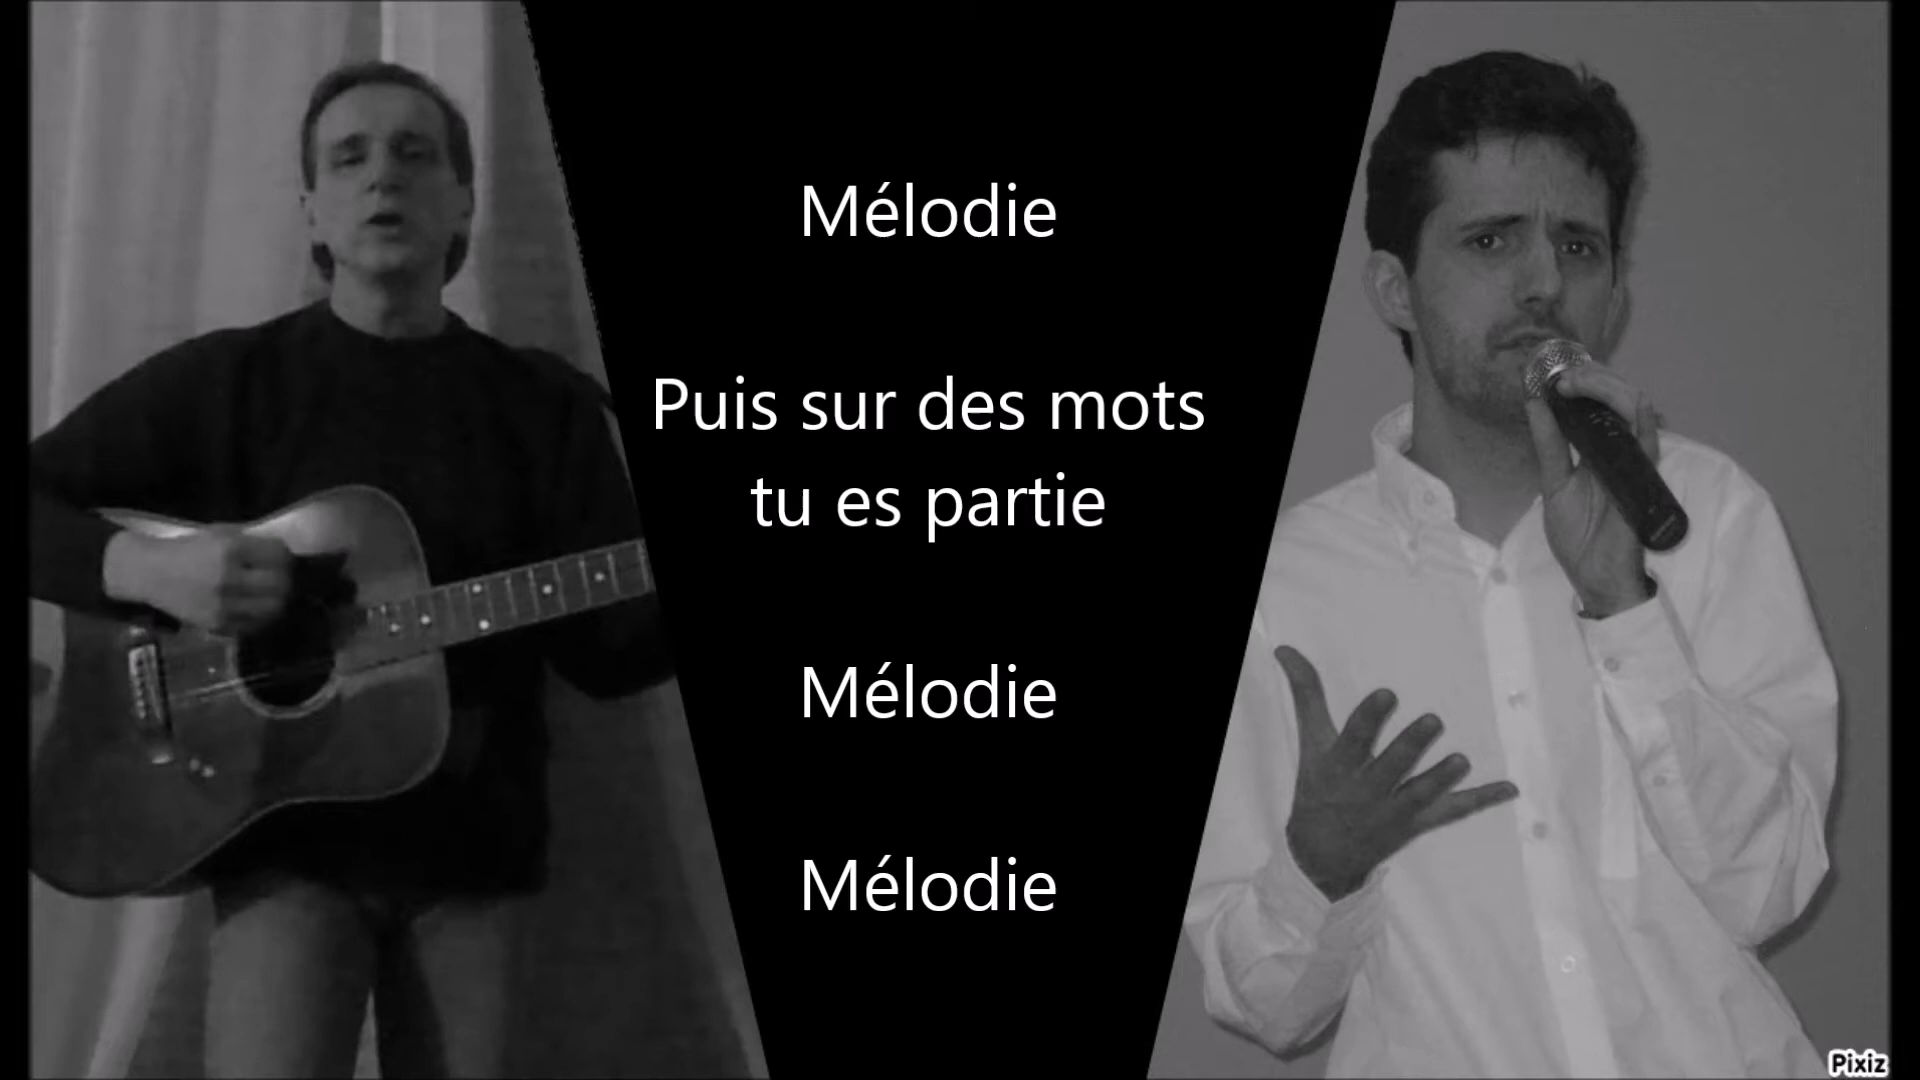 Mélodie
Puis sur des mots
tu es partie
Mélodie
Mélodie
Pixiz